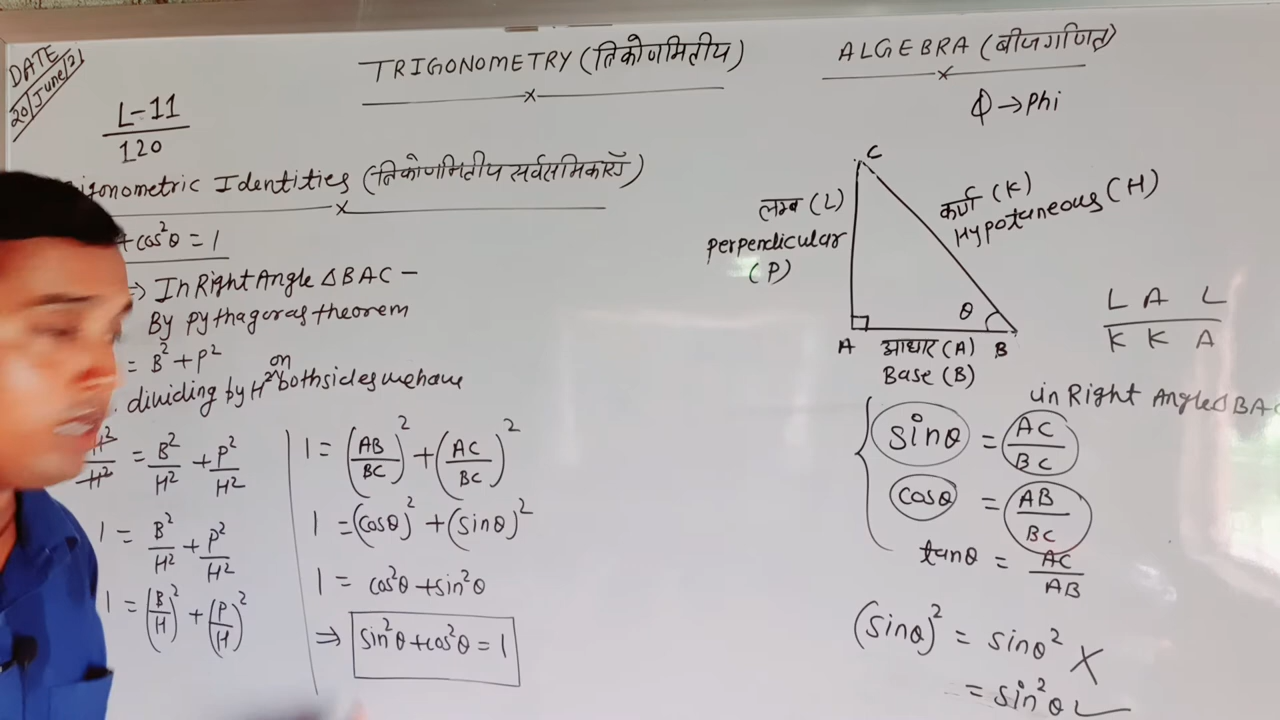 DATE
20/June/21
TRIGONOMETRY (त्रिकोणमितीय)
ALGEBRA (बीजगणित)
L-11
120
ϕ → Phi
Trigonometric Identities (त्रिकोणमितीय सर्वसमिकाएँ)
+ cos²θ = 1
⇒ In Right Angle △ BAC -
By Pythagoras theorem
= B² + P²
dividing by H² on both sides we have
H²/H² = B²/H² + P²/H²
1 = B²/H² + P²/H²
1 = (B/H)² + (P/H)²
1 = (AB/BC)² + (AC/BC)²
1 = (cosθ)² + (sinθ)²
1 = cos²θ + sin²θ
⇒ sin²θ + cos²θ = 1
C
लम्ब (L)
Perpendicular
(P)
कर्ण (K)
Hypotaneous (H)
θ
A आधार (A) B
Base (B)
L A L
K K A
in Right Angle △ BAC
sinθ = AC/BC
cosθ = AB/BC
tanθ = AC/AB
(sinθ)² = sinθ² ✗
= sin²θ ✓